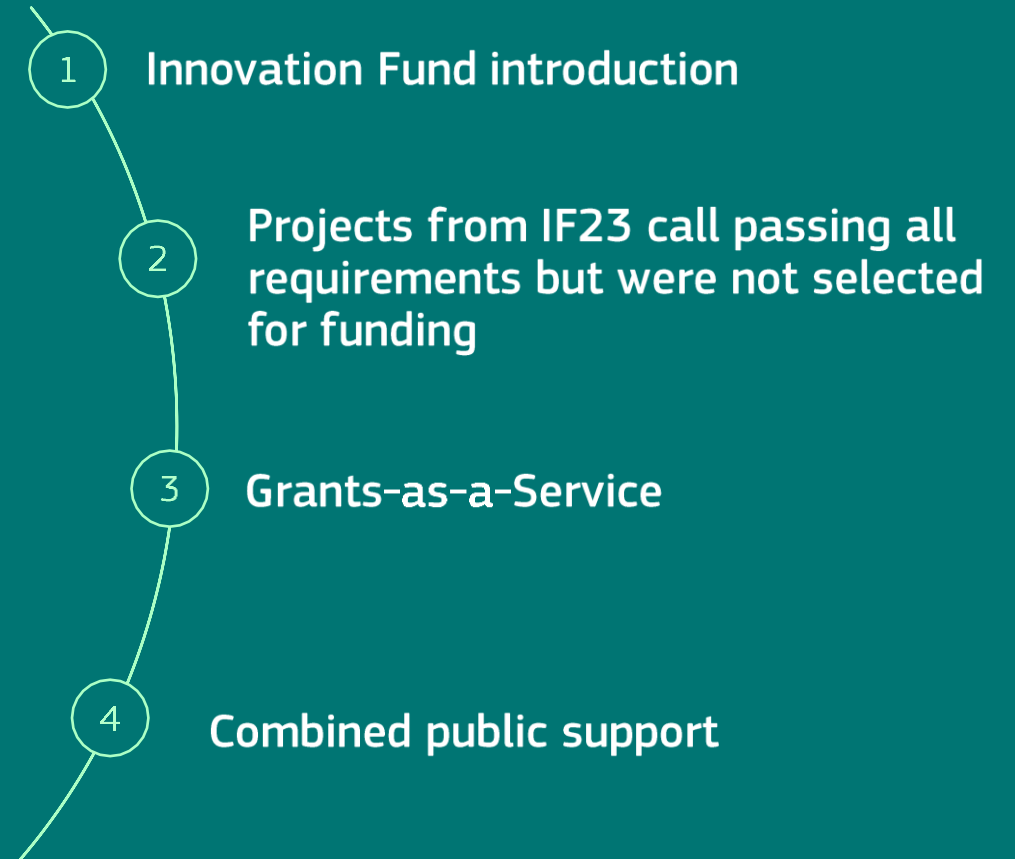 1 Innovation Fund introduction
2 Projects from IF23 call passing all
requirements but were not selected
for funding
3 Grants-as-a-Service
4 Combined public support